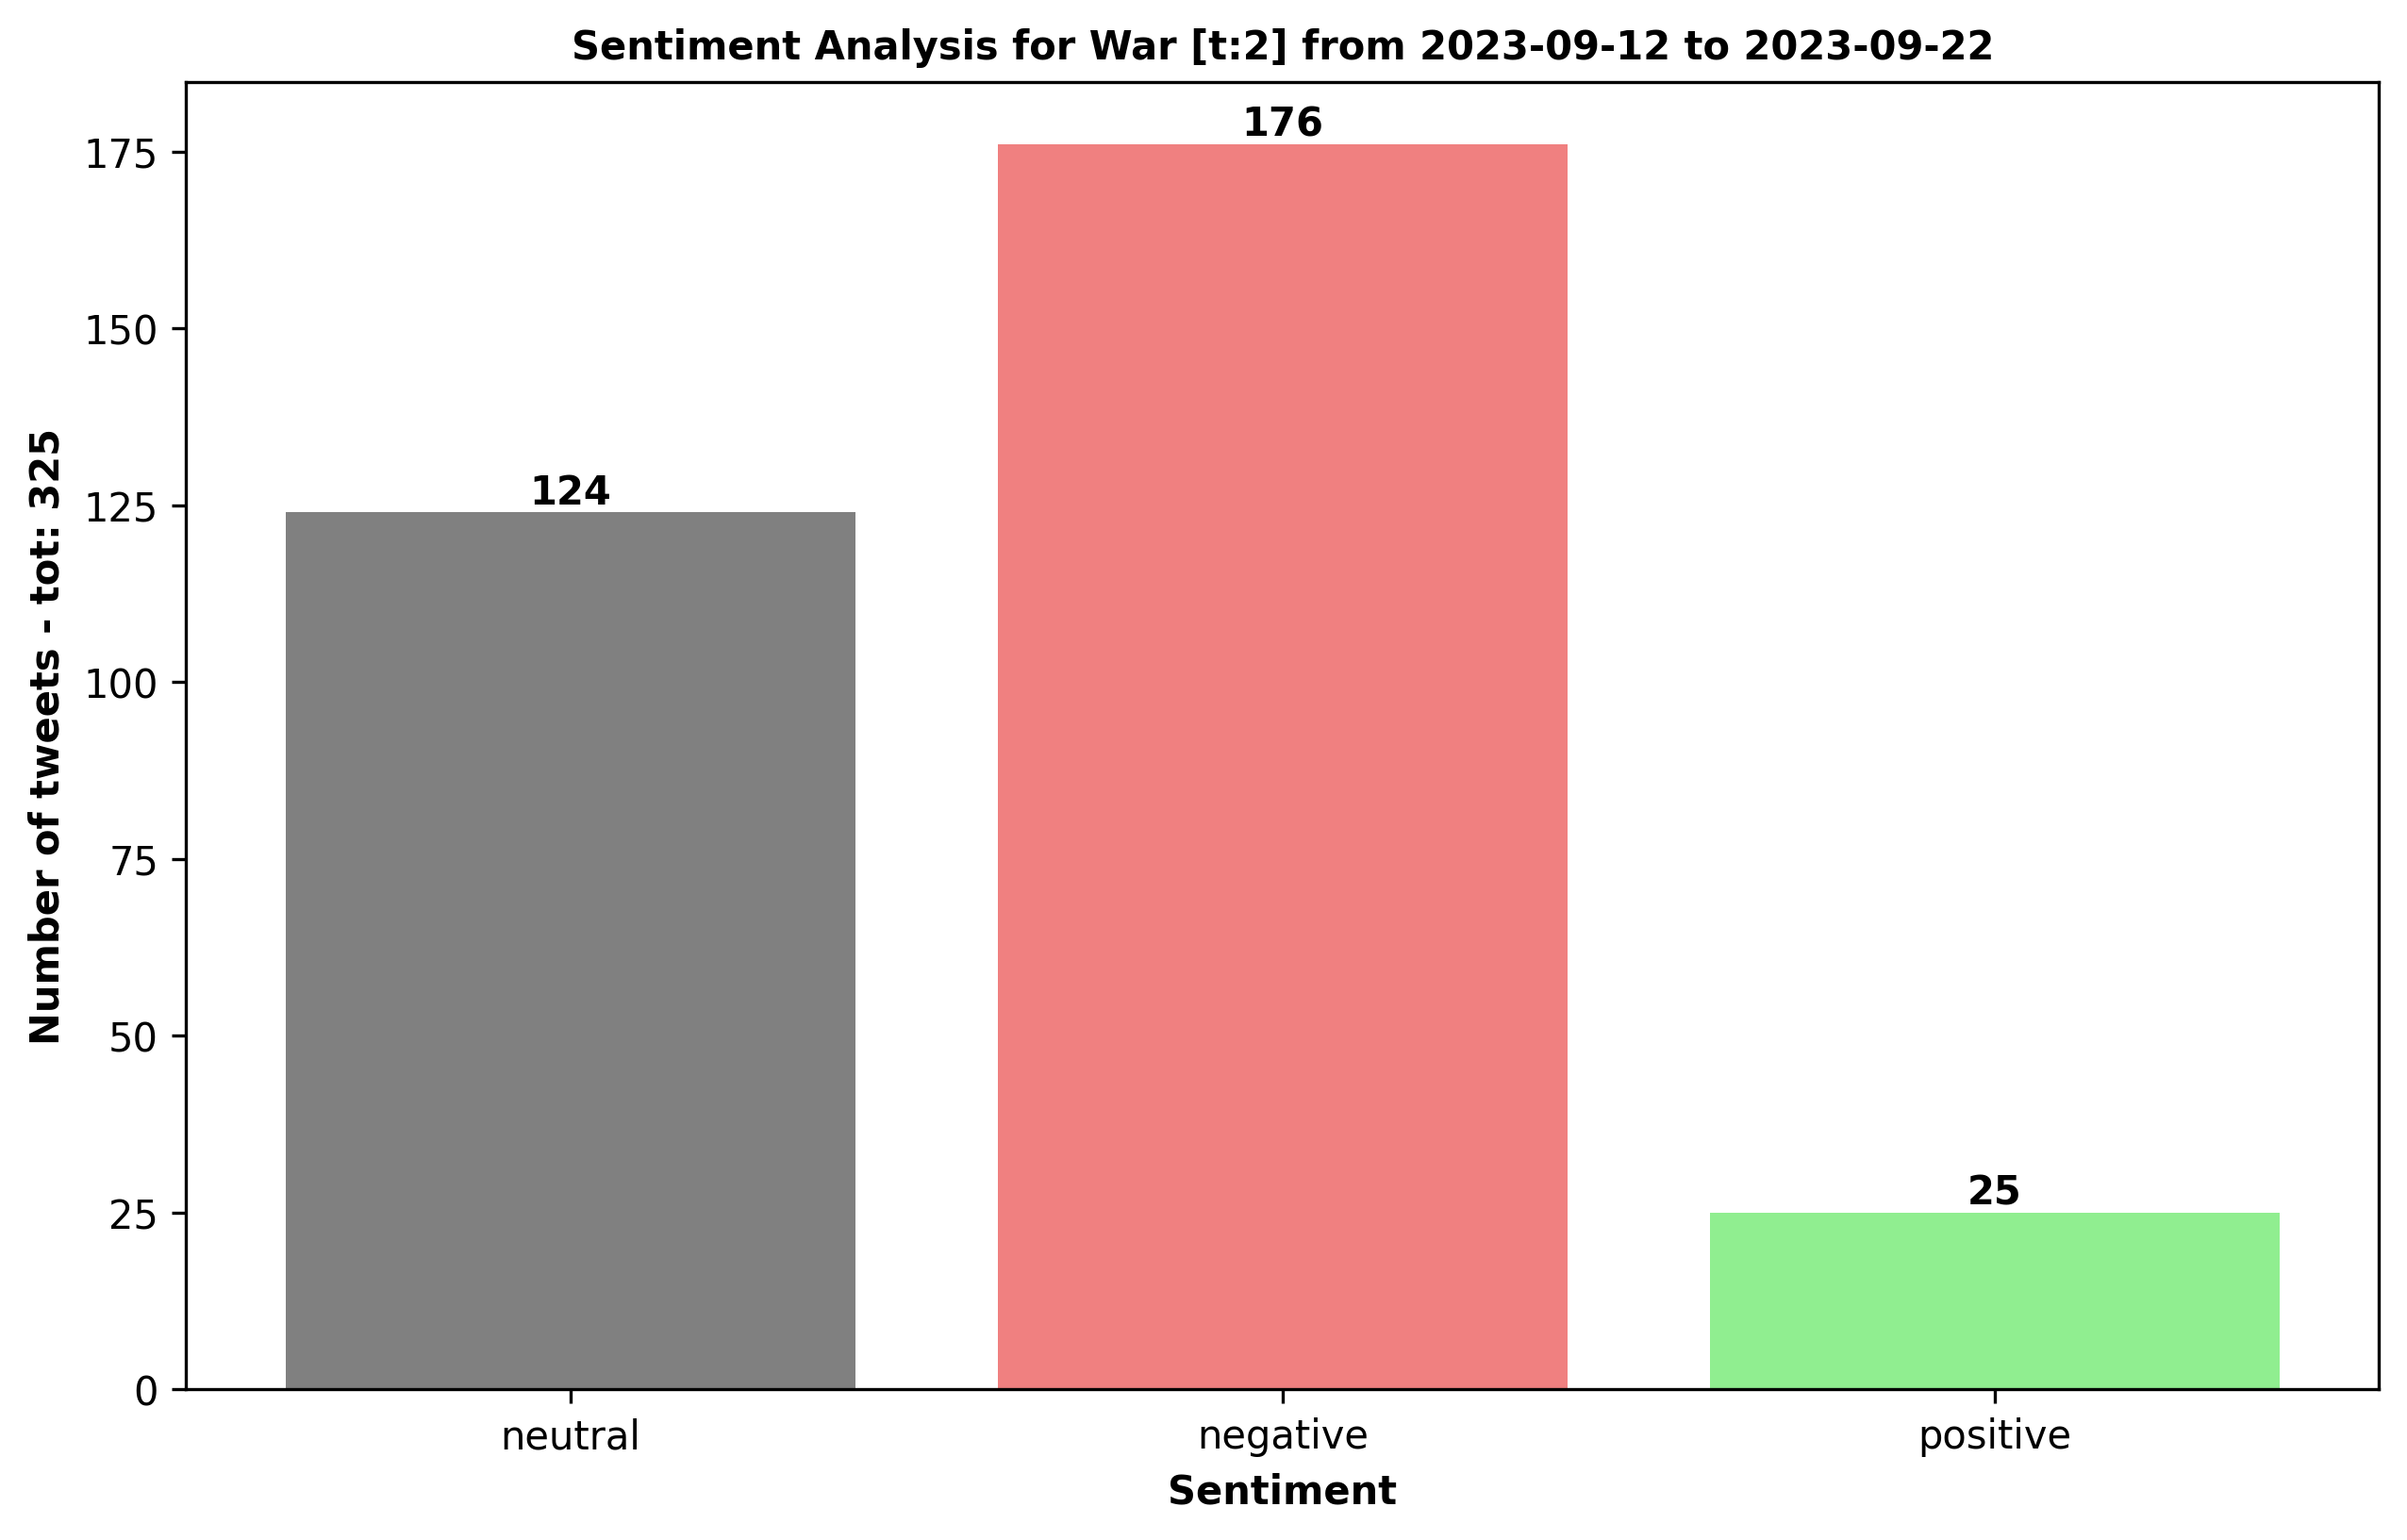 Sentiment Analysis for War [t:2] from 2023-09-12 to 2023-09-22
Number of tweets - tot: 325
175
150
125
100
75
50
25
0
124
176
25
neutral
negative
positive
Sentiment